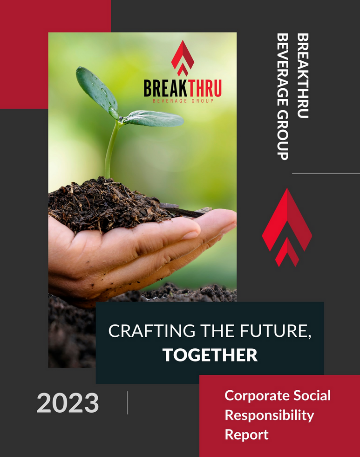 BREAKTHRU
BEVERAGE GROUP
BREAKTHRU
BEVERAGE GROUP
CRAFTING THE FUTURE,
TOGETHER
2023
Corporate Social
Responsibility
Report